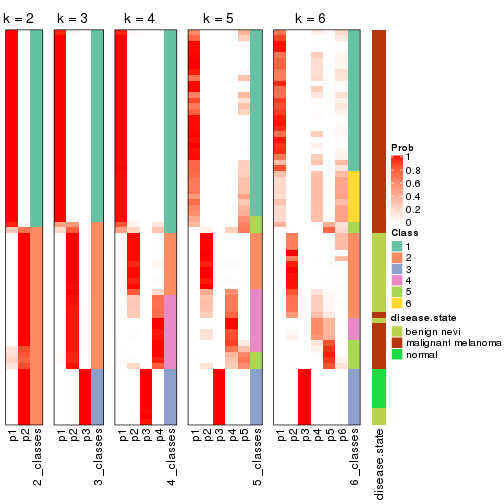 k = 2 k = 3 k = 4 k = 5 k = 6
Prob
1
0.8
0.6
0.4
0.2
0
Class
1
2
3
4
5
6
disease.state
benign nevi
malignant melanoma
normal
p1 p2 2_classes p1 p2 p3 3_classes p1 p2 p3 p4 4_classes p1 p2 p3 p4 p5 5_classes p1 p2 p3 p4 p5 p6 6_classes disease.state